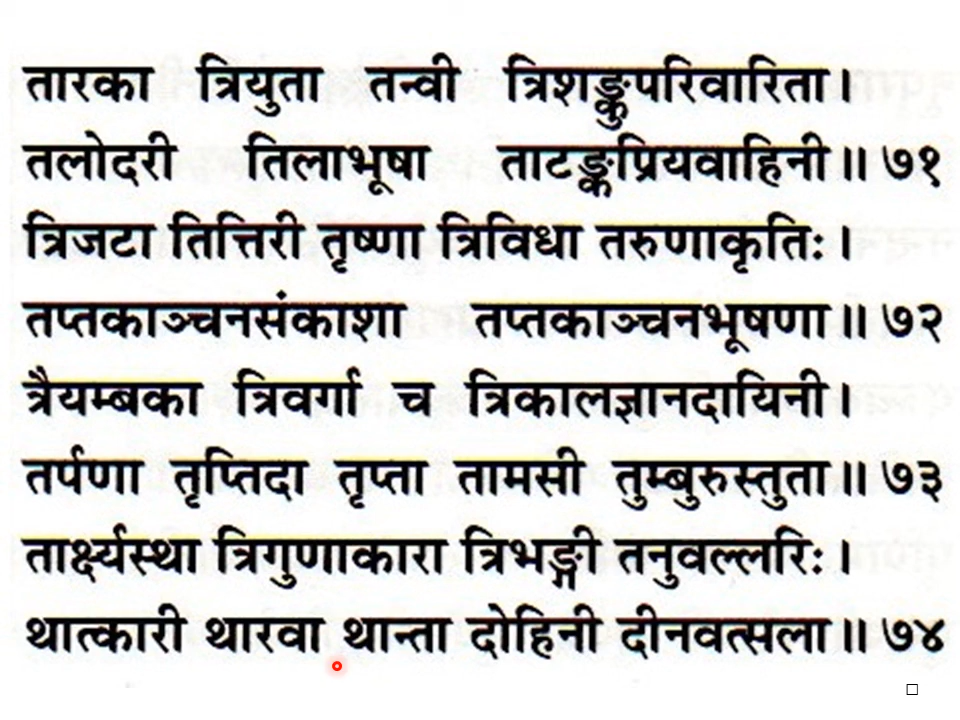 तारका त्रियुता तन्वी त्रिशङ्कुपरिवारिता।
तलोदरी तिलाभूषा ताटङ्कप्रियवाहिनी॥ ७१
त्रिजटा तित्तिरी तृष्णा त्रिविधा तरुणाकृतिः।
तप्तकाञ्चनसंकाशा तप्तकाञ्चनभूषणा॥ ७२
त्रैयम्बका त्रिवर्गा च त्रिकालज्ञानदायिनी।
तर्पणा तृप्तिदा तृप्ता तामसी तुम्बुरुस्तुता॥ ७३
तार्क्ष्यस्था त्रिगुणाकारा त्रिभङ्गी तनुवल्लरिः।
थात्कारी थारवा थान्ता दोहिनी दीनवत्सला॥ ७४